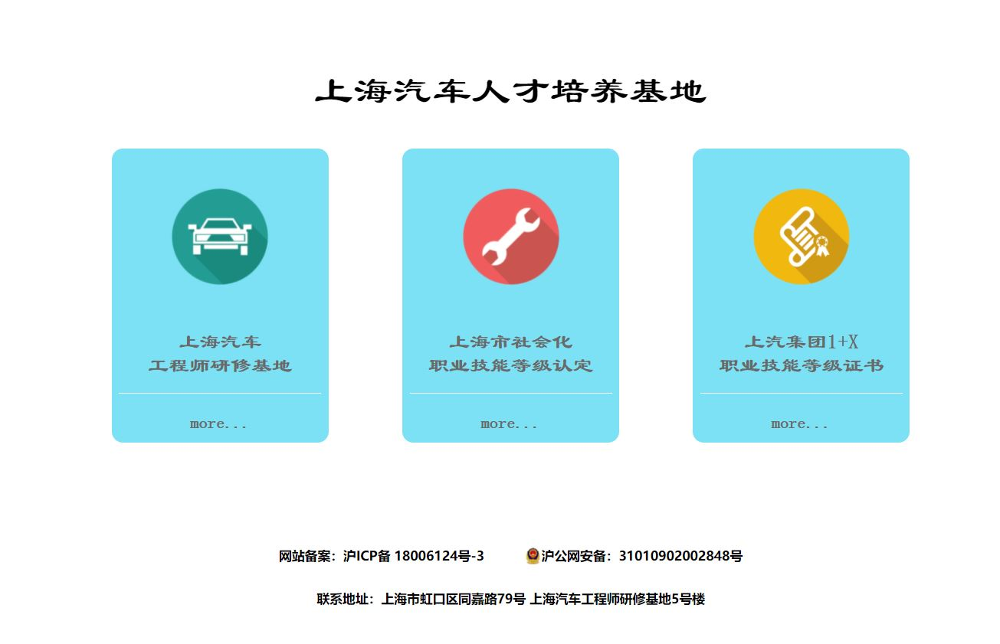 上海汽车人才培养基地
上海汽车
工程师研修基地
more...
上海市社会化
职业技能等级认定
more...
上汽集团1+X
职业技能等级证书
more...
网站备案：沪ICP备 18006124号-3 沪公网安备：31010902002848号
联系地址：上海市虹口区同嘉路79号 上海汽车工程师研修基地5号楼